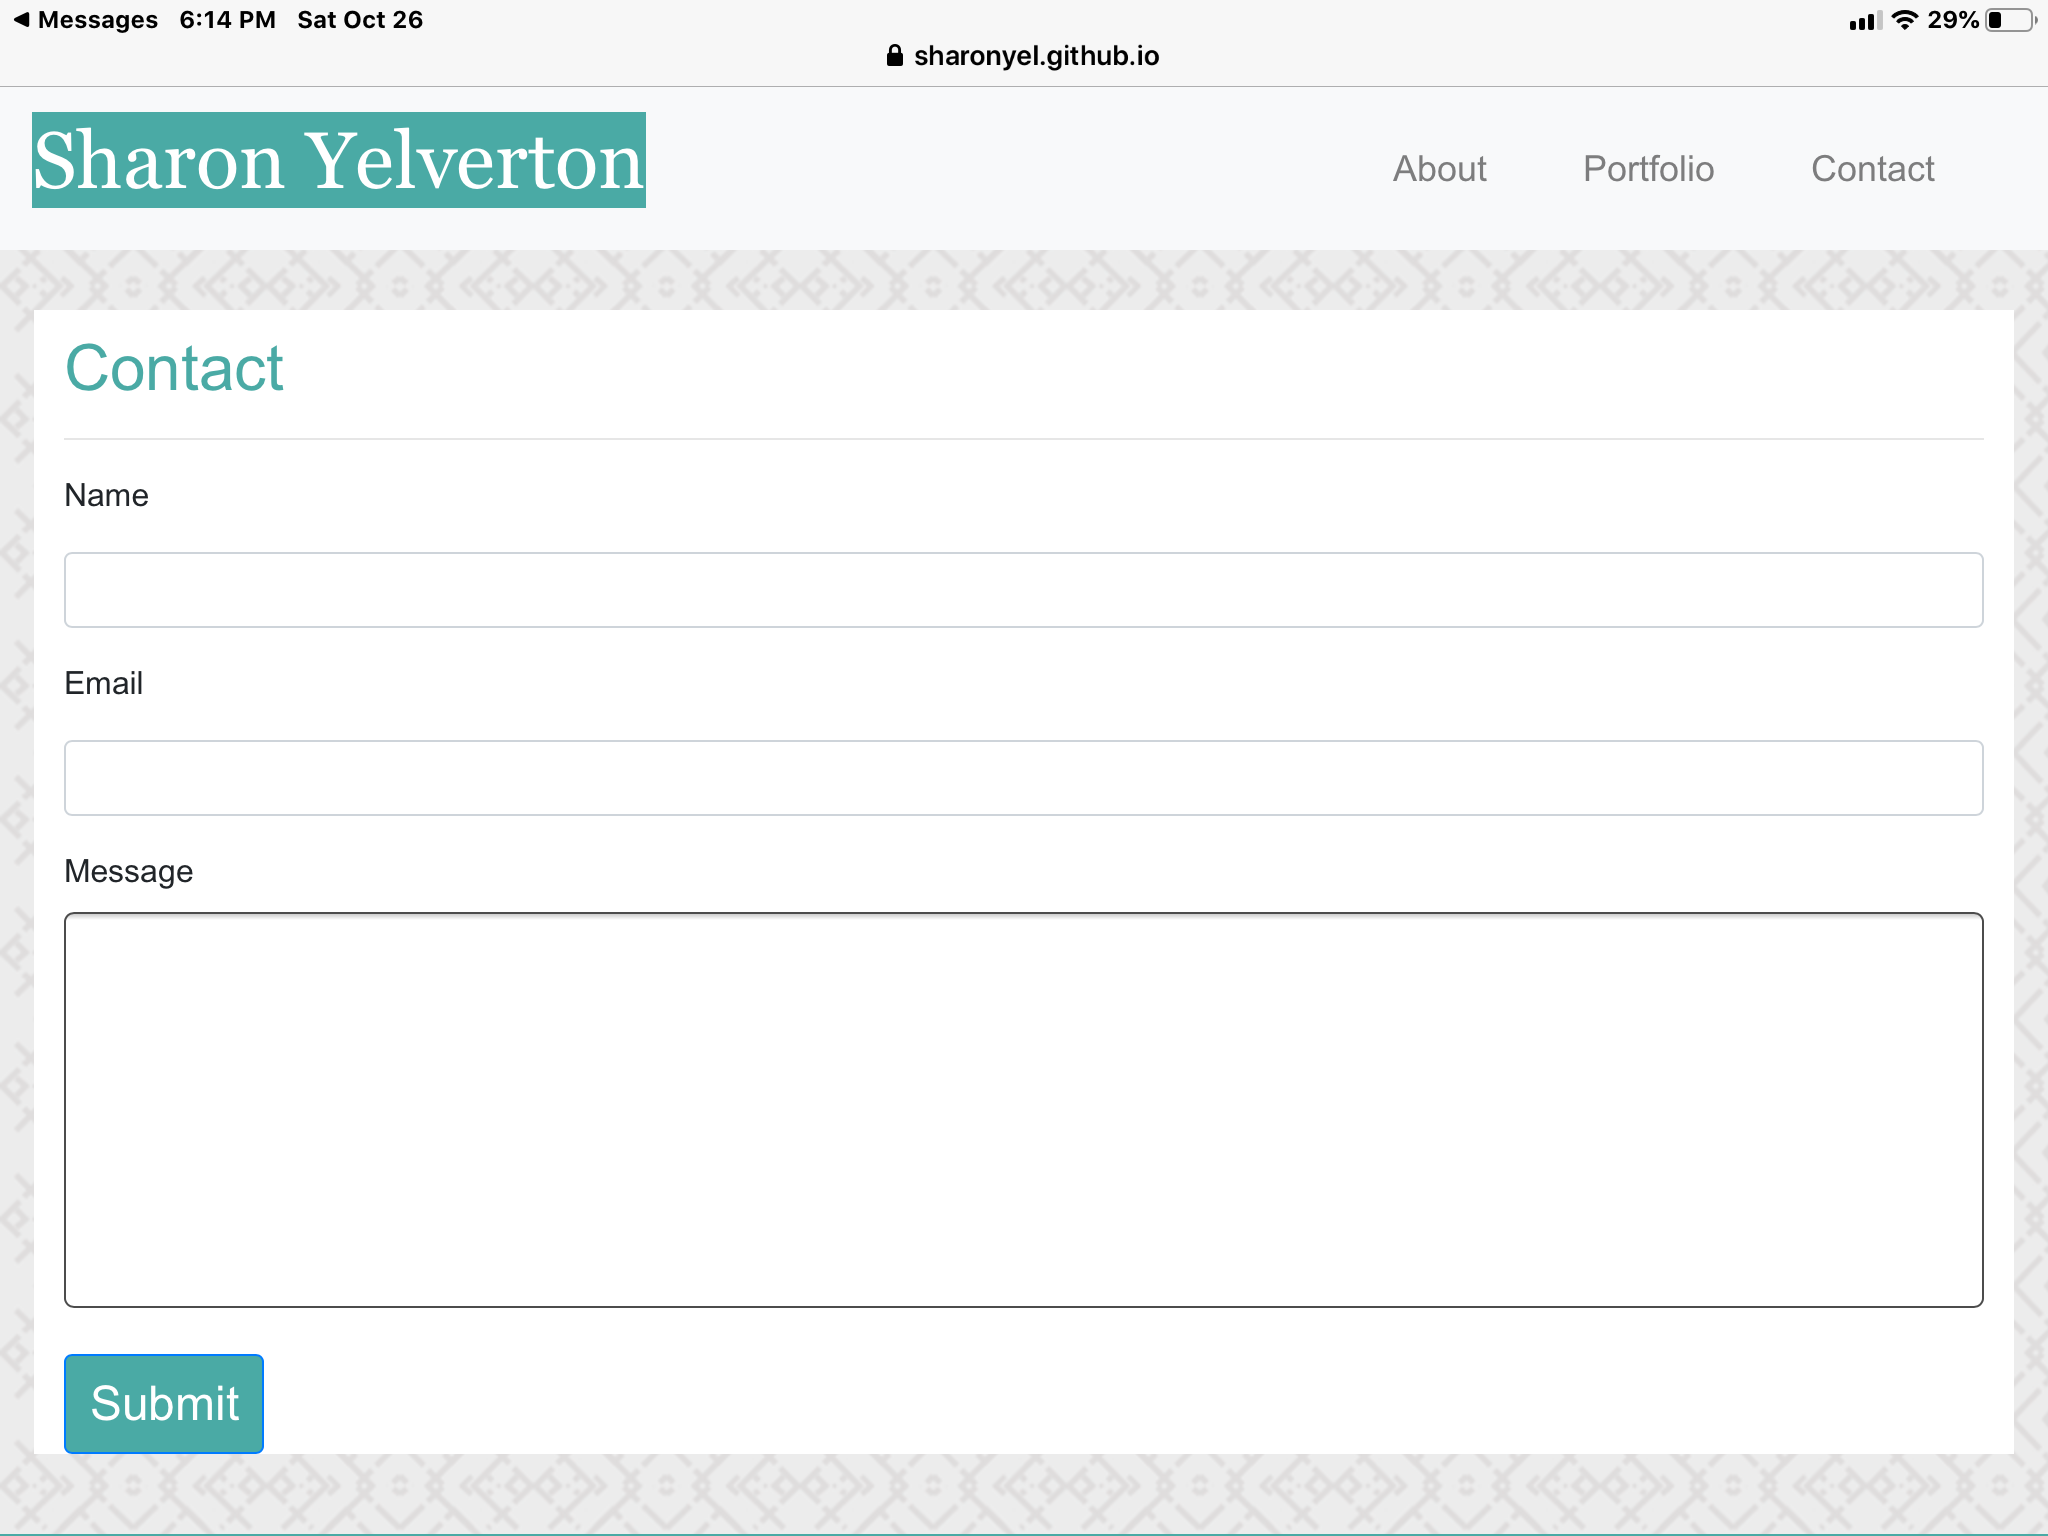 Messages 6:14 PM Sat Oct 26 29%
sharonyel.github.io
Sharon Yelverton About Portfolio Contact
Contact
Name
Email
Message
Submit